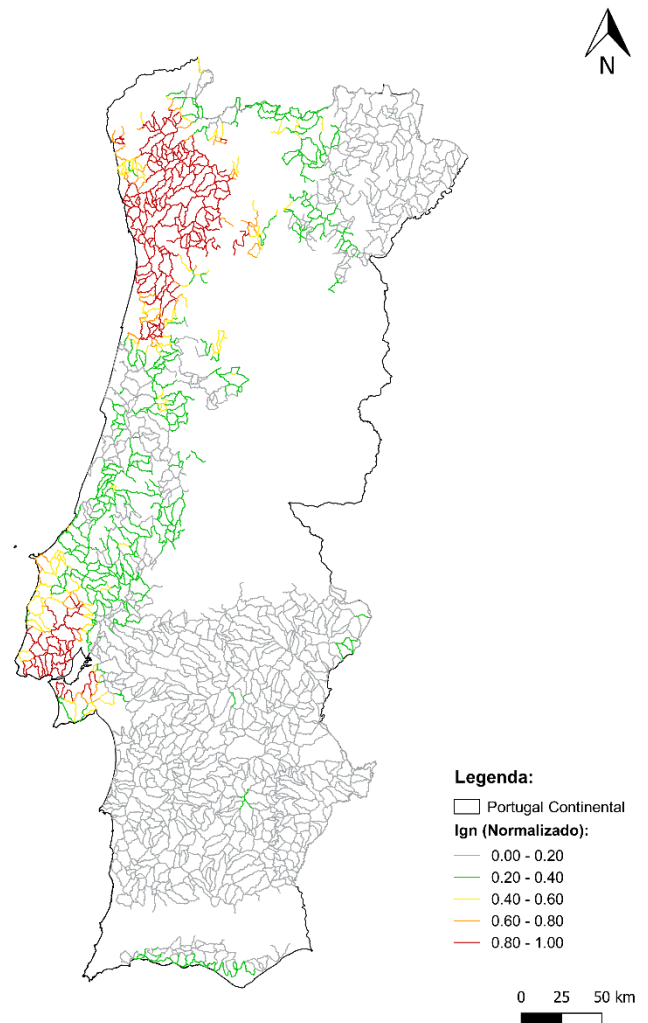 N
Legenda:
Portugal Continental
Ign (Normalizado):
0.00 - 0.20
0.20 - 0.40
0.40 - 0.60
0.60 - 0.80
0.80 - 1.00
0 25 50 km